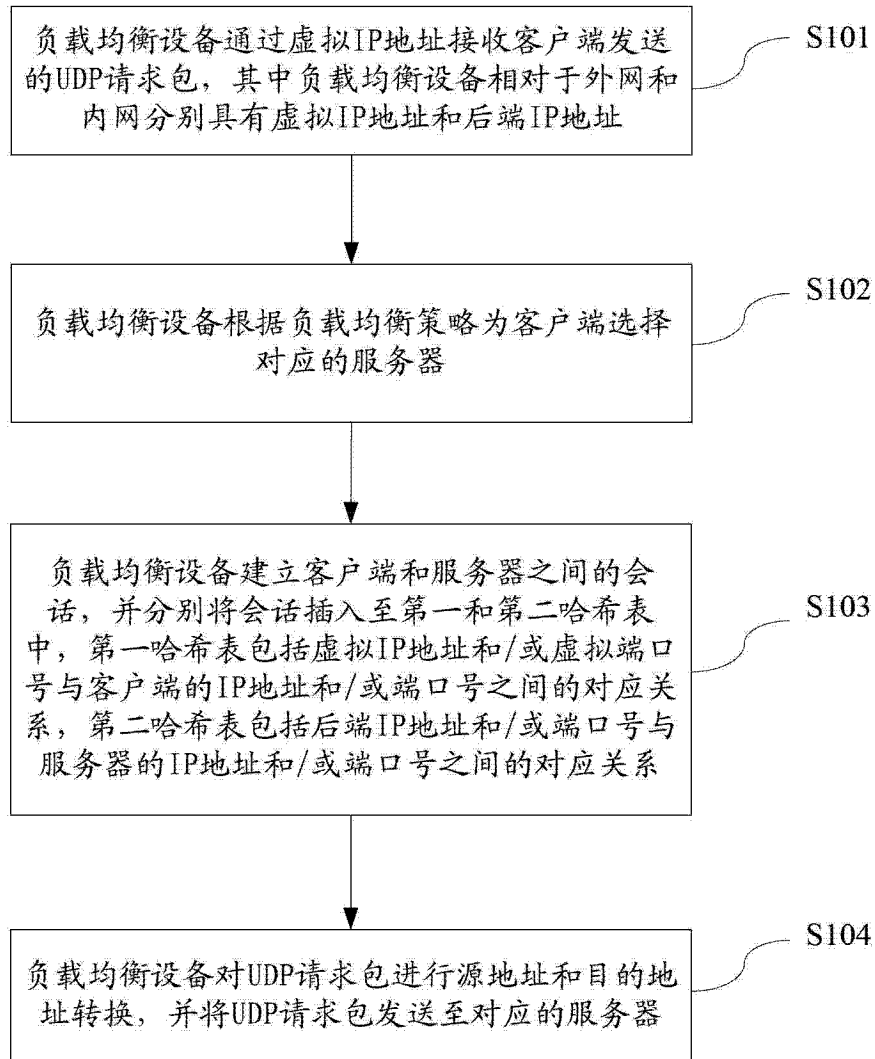 负载均衡设备通过虚拟IP地址接收客户端发送
的UDP请求包，其中负载均衡设备相对于外网和
内网分别具有虚拟IP地址和后端IP地址
S101
负载均衡设备根据负载均衡策略为客户端选择
对应的服务器
S102
负载均衡设备建立客户端和服务器之间的会
话，并分别将会话插入至第一和第二哈希表
中，第一哈希表包括虚拟IP地址和/或虚拟端口
号与客户端的IP地址和/或端口号之间的对应关
系，第二哈希表包括后端IP地址和/或端口号与
服务器的IP地址和/或端口号之间的对应关系
S103
负载均衡设备对UDP请求包进行源地址和目的地
址转换，并将UDP请求包发送至对应的服务器
S104